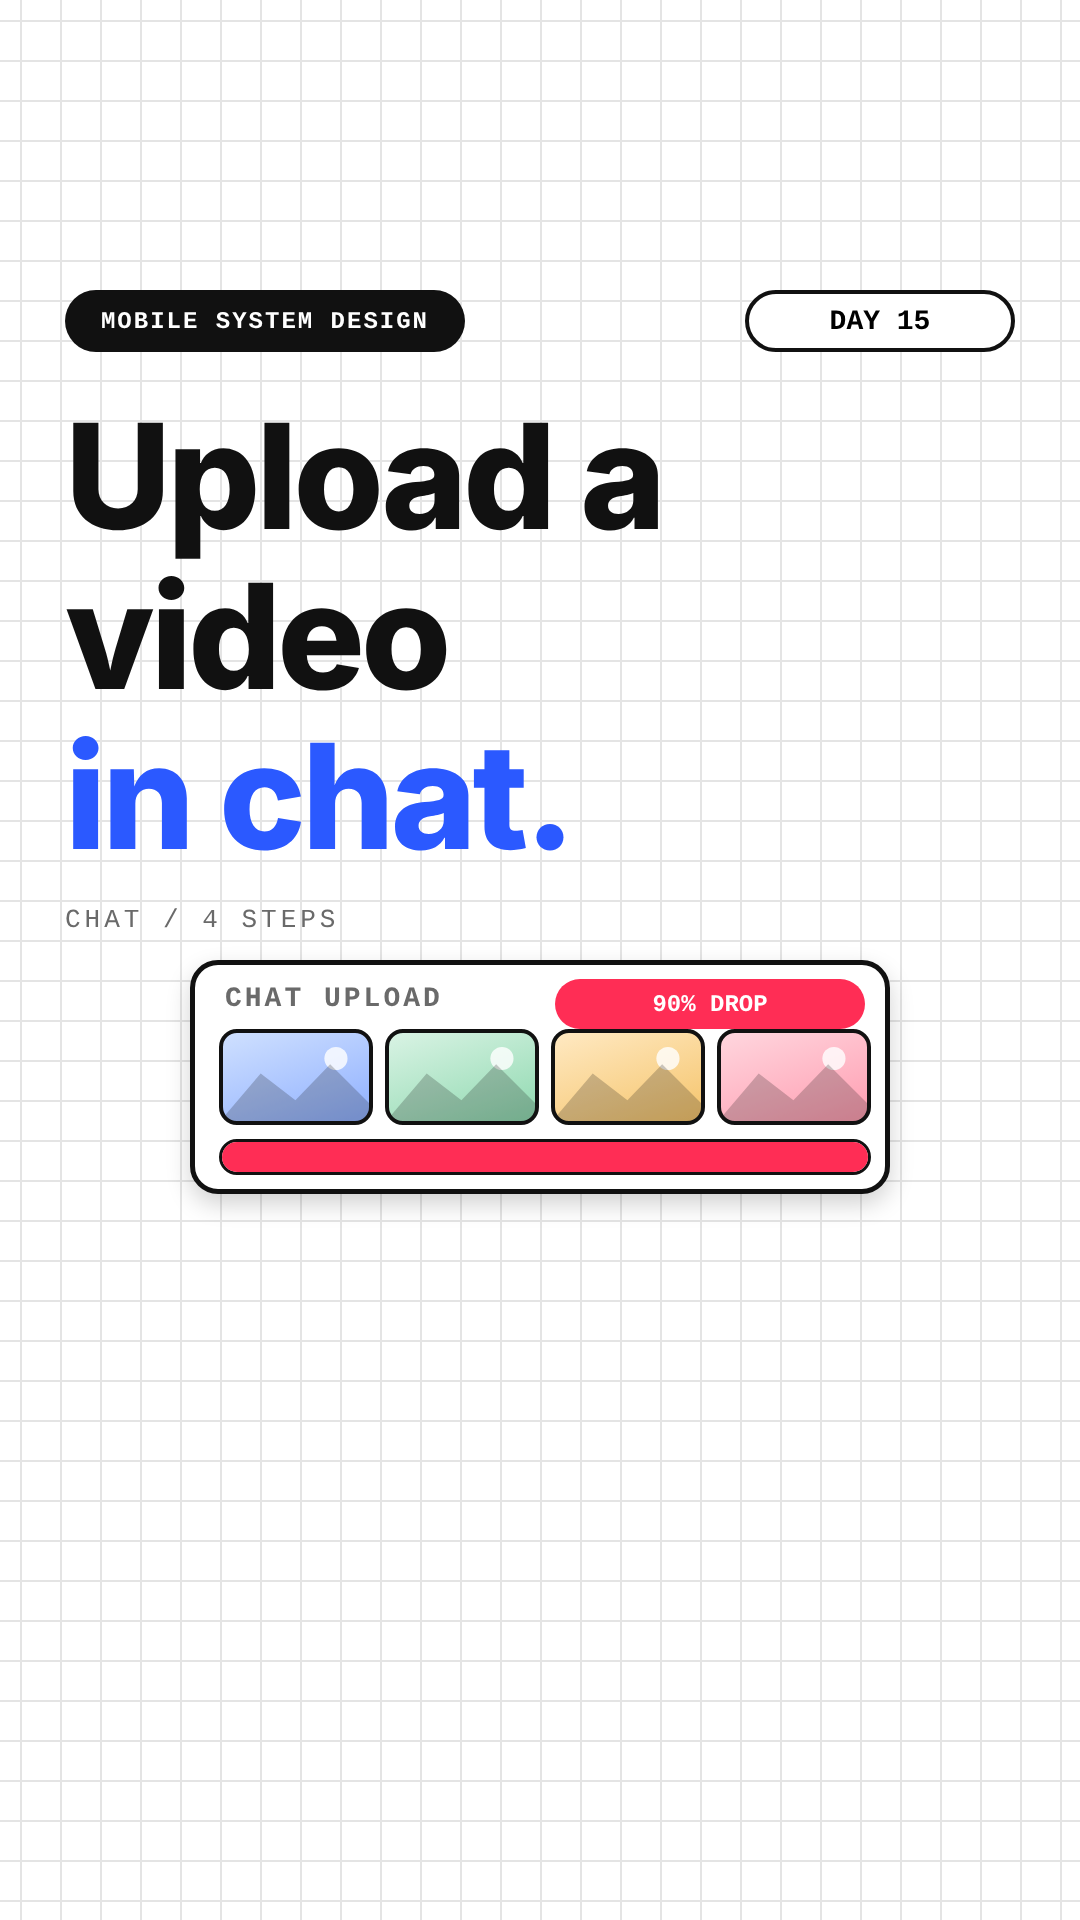 MOBILE SYSTEM DESIGN
DAY 15
Upload a
video
in chat.
CHAT / 4 STEPS
CHAT UPLOAD
90% DROP